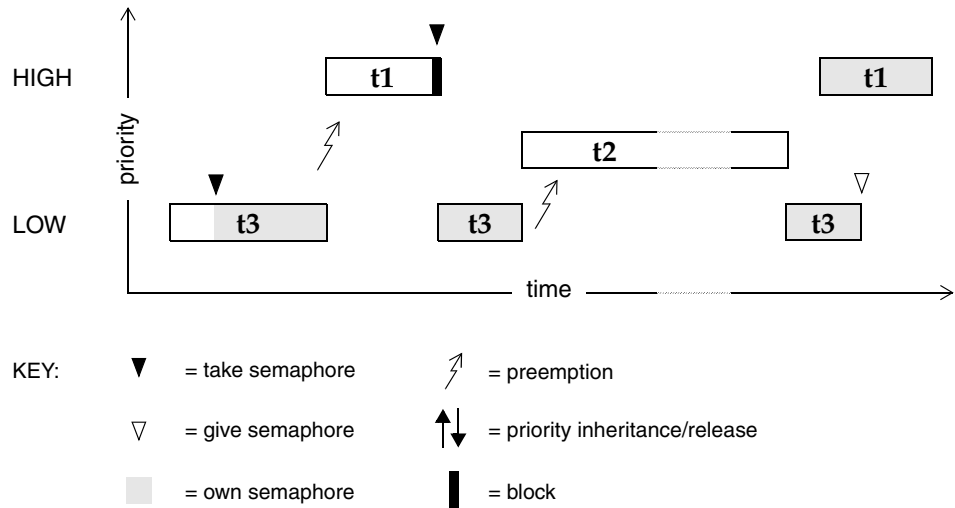 HIGH
t1
t1
priority
t2
LOW
t3
t3
t3
time
KEY:
= take semaphore
= preemption
= give semaphore
= priority inheritance/release
= own semaphore
= block